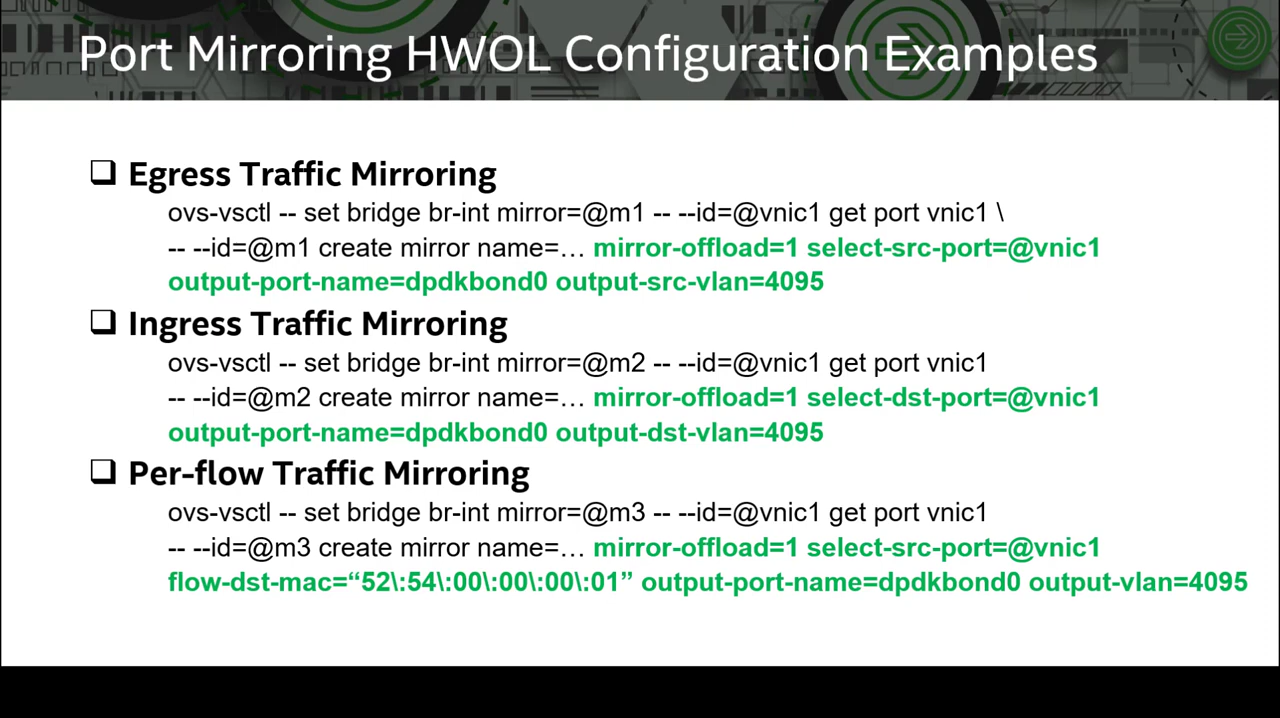 Port Mirroring HWOL Configuration Examples
Egress Traffic Mirroring
ovs-vsctl -- set bridge br-int mirror=@m1 -- --id=@vnic1 get port vnic1 \
-- --id=@m1 create mirror name=… mirror-offload=1 select-src-port=@vnic1
output-port-name=dpdkbond0 output-src-vlan=4095
Ingress Traffic Mirroring
ovs-vsctl -- set bridge br-int mirror=@m2 -- --id=@vnic1 get port vnic1
-- --id=@m2 create mirror name=… mirror-offload=1 select-dst-port=@vnic1
output-port-name=dpdkbond0 output-dst-vlan=4095
Per-flow Traffic Mirroring
ovs-vsctl -- set bridge br-int mirror=@m3 -- --id=@vnic1 get port vnic1
-- --id=@m3 create mirror name=… mirror-offload=1 select-src-port=@vnic1
flow-dst-mac=“52\:54\:00\:00\:00\:01” output-port-name=dpdkbond0 output-vlan=4095